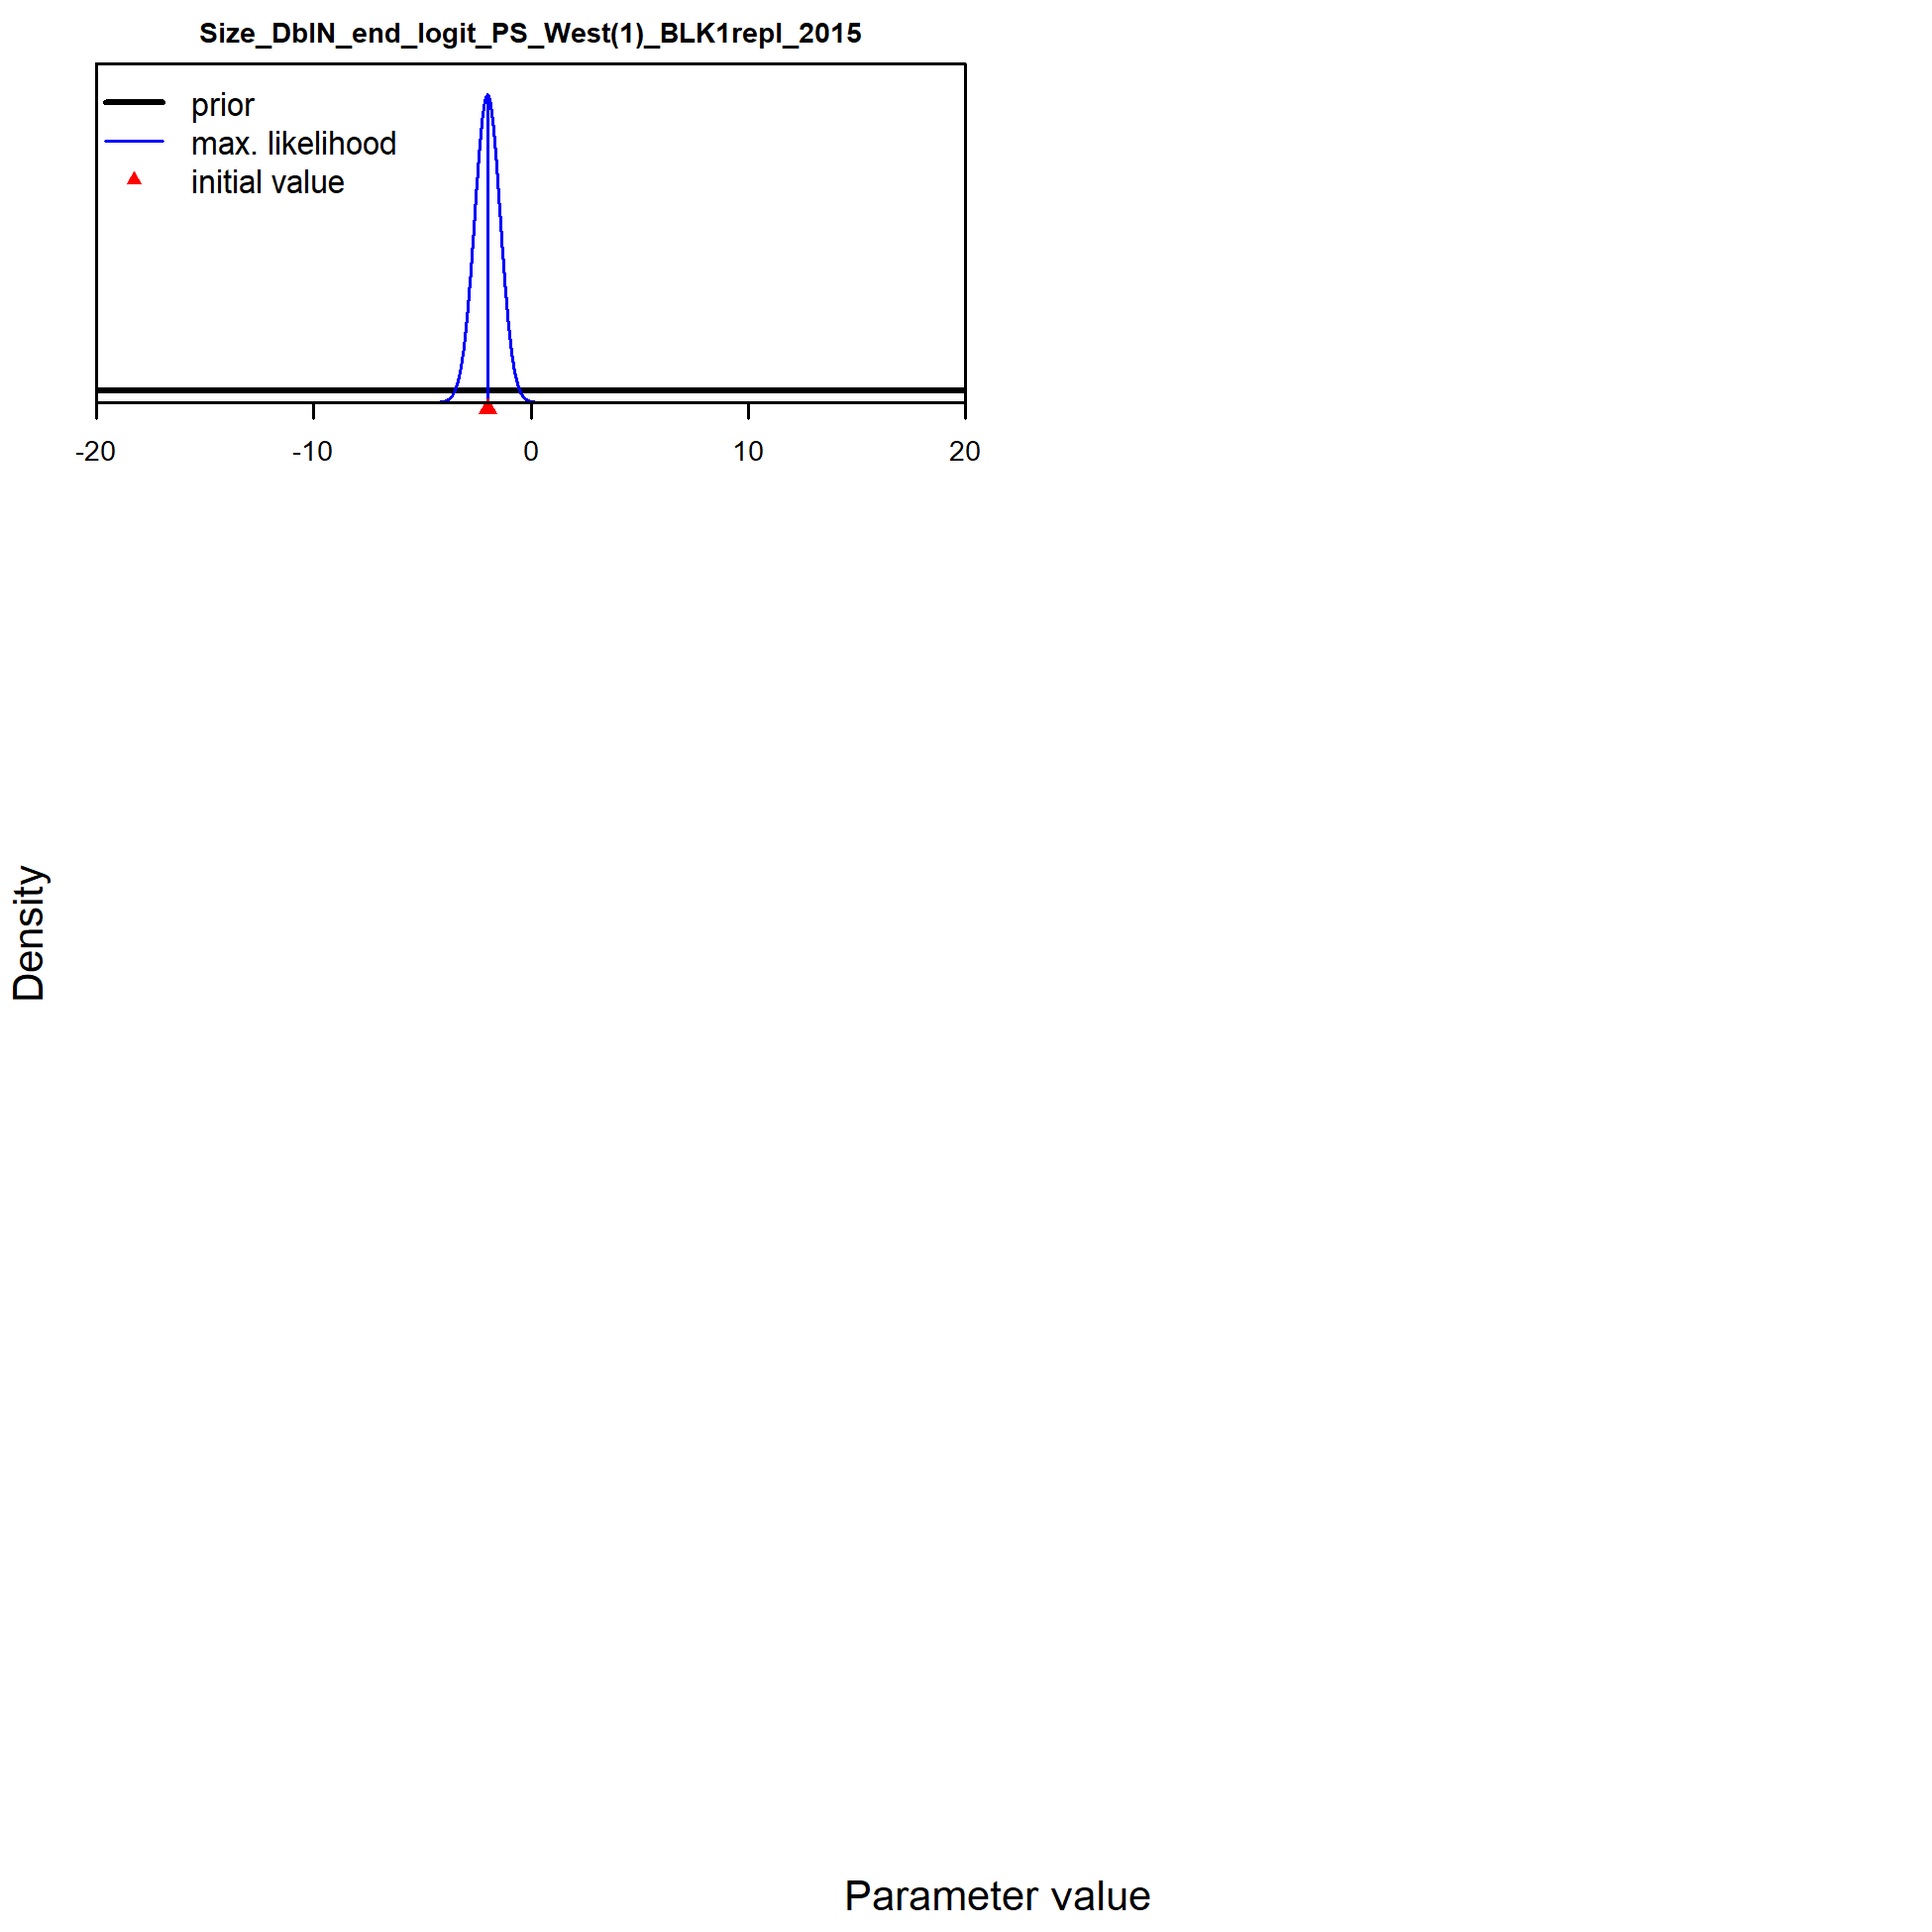 Size_DblN_end_logit_PS_West(1)_BLK1repl_2015
prior
max. likelihood
initial value
-20 -10 0 10 20
Density
Parameter value